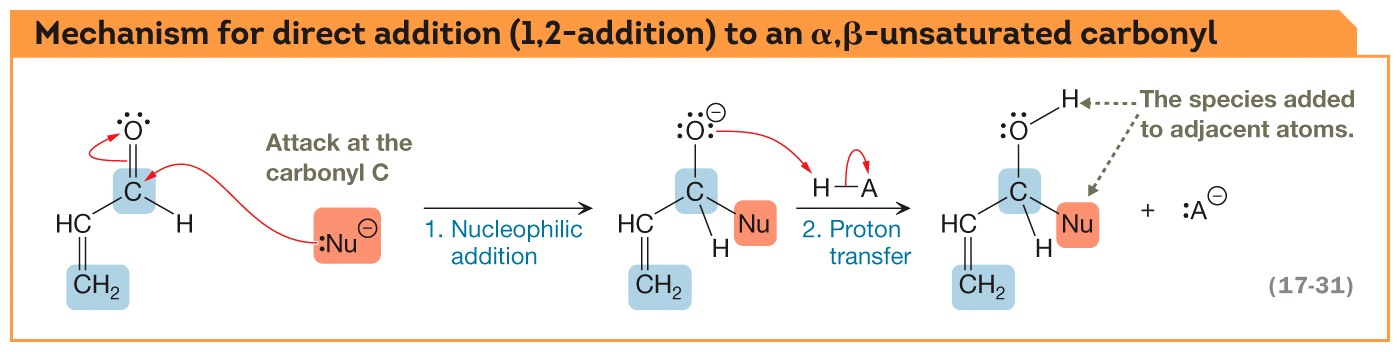 Mechanism for direct addition (1,2-addition) to an α,β-unsaturated carbonyl
O
Attack at the
carbonyl C
C
HC
H
:Nu⊖
CH₂
1. Nucleophilic
addition
:O:⊖
H—A
C
HC
Nu
H
CH₂
2. Proton
transfer
H
The species added
to adjacent atoms.
:O
C
HC
Nu
H
CH₂
+ :A⊖
(17-31)